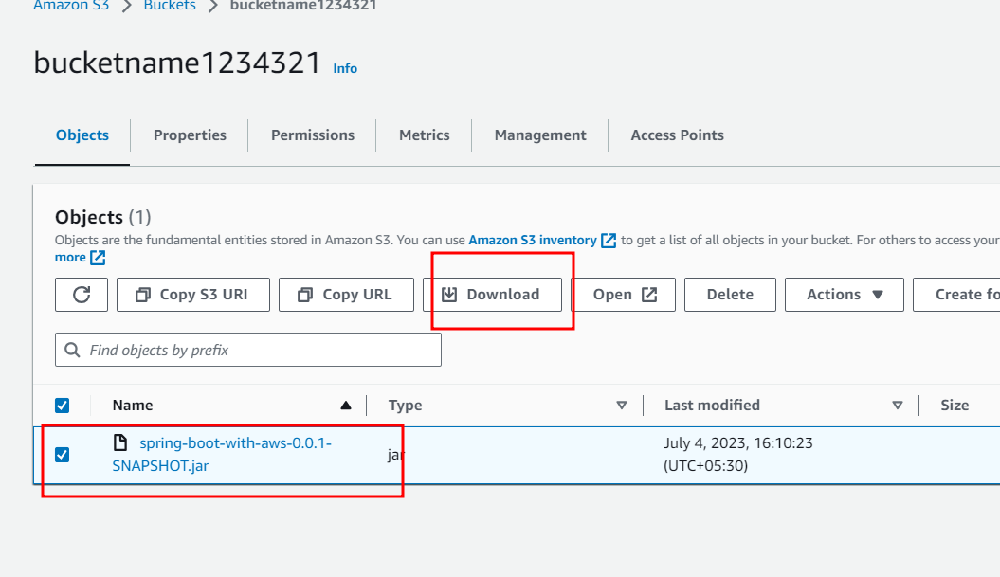 Amazon S3 > Buckets > bucketname1234321
bucketname1234321 Info
Objects Properties Permissions Metrics Management Access Points
Objects (1)
Objects are the fundamental entities stored in Amazon S3. You can use Amazon S3 inventory to get a list of all objects in your bucket. For others to access your
more
Copy S3 URI Copy URL Download Open Delete Actions Create fo
Find objects by prefix
Name Type Last modified Size
spring-boot-with-aws-0.0.1- jar July 4, 2023, 16:10:23
SNAPSHOT.jar (UTC+05:30)